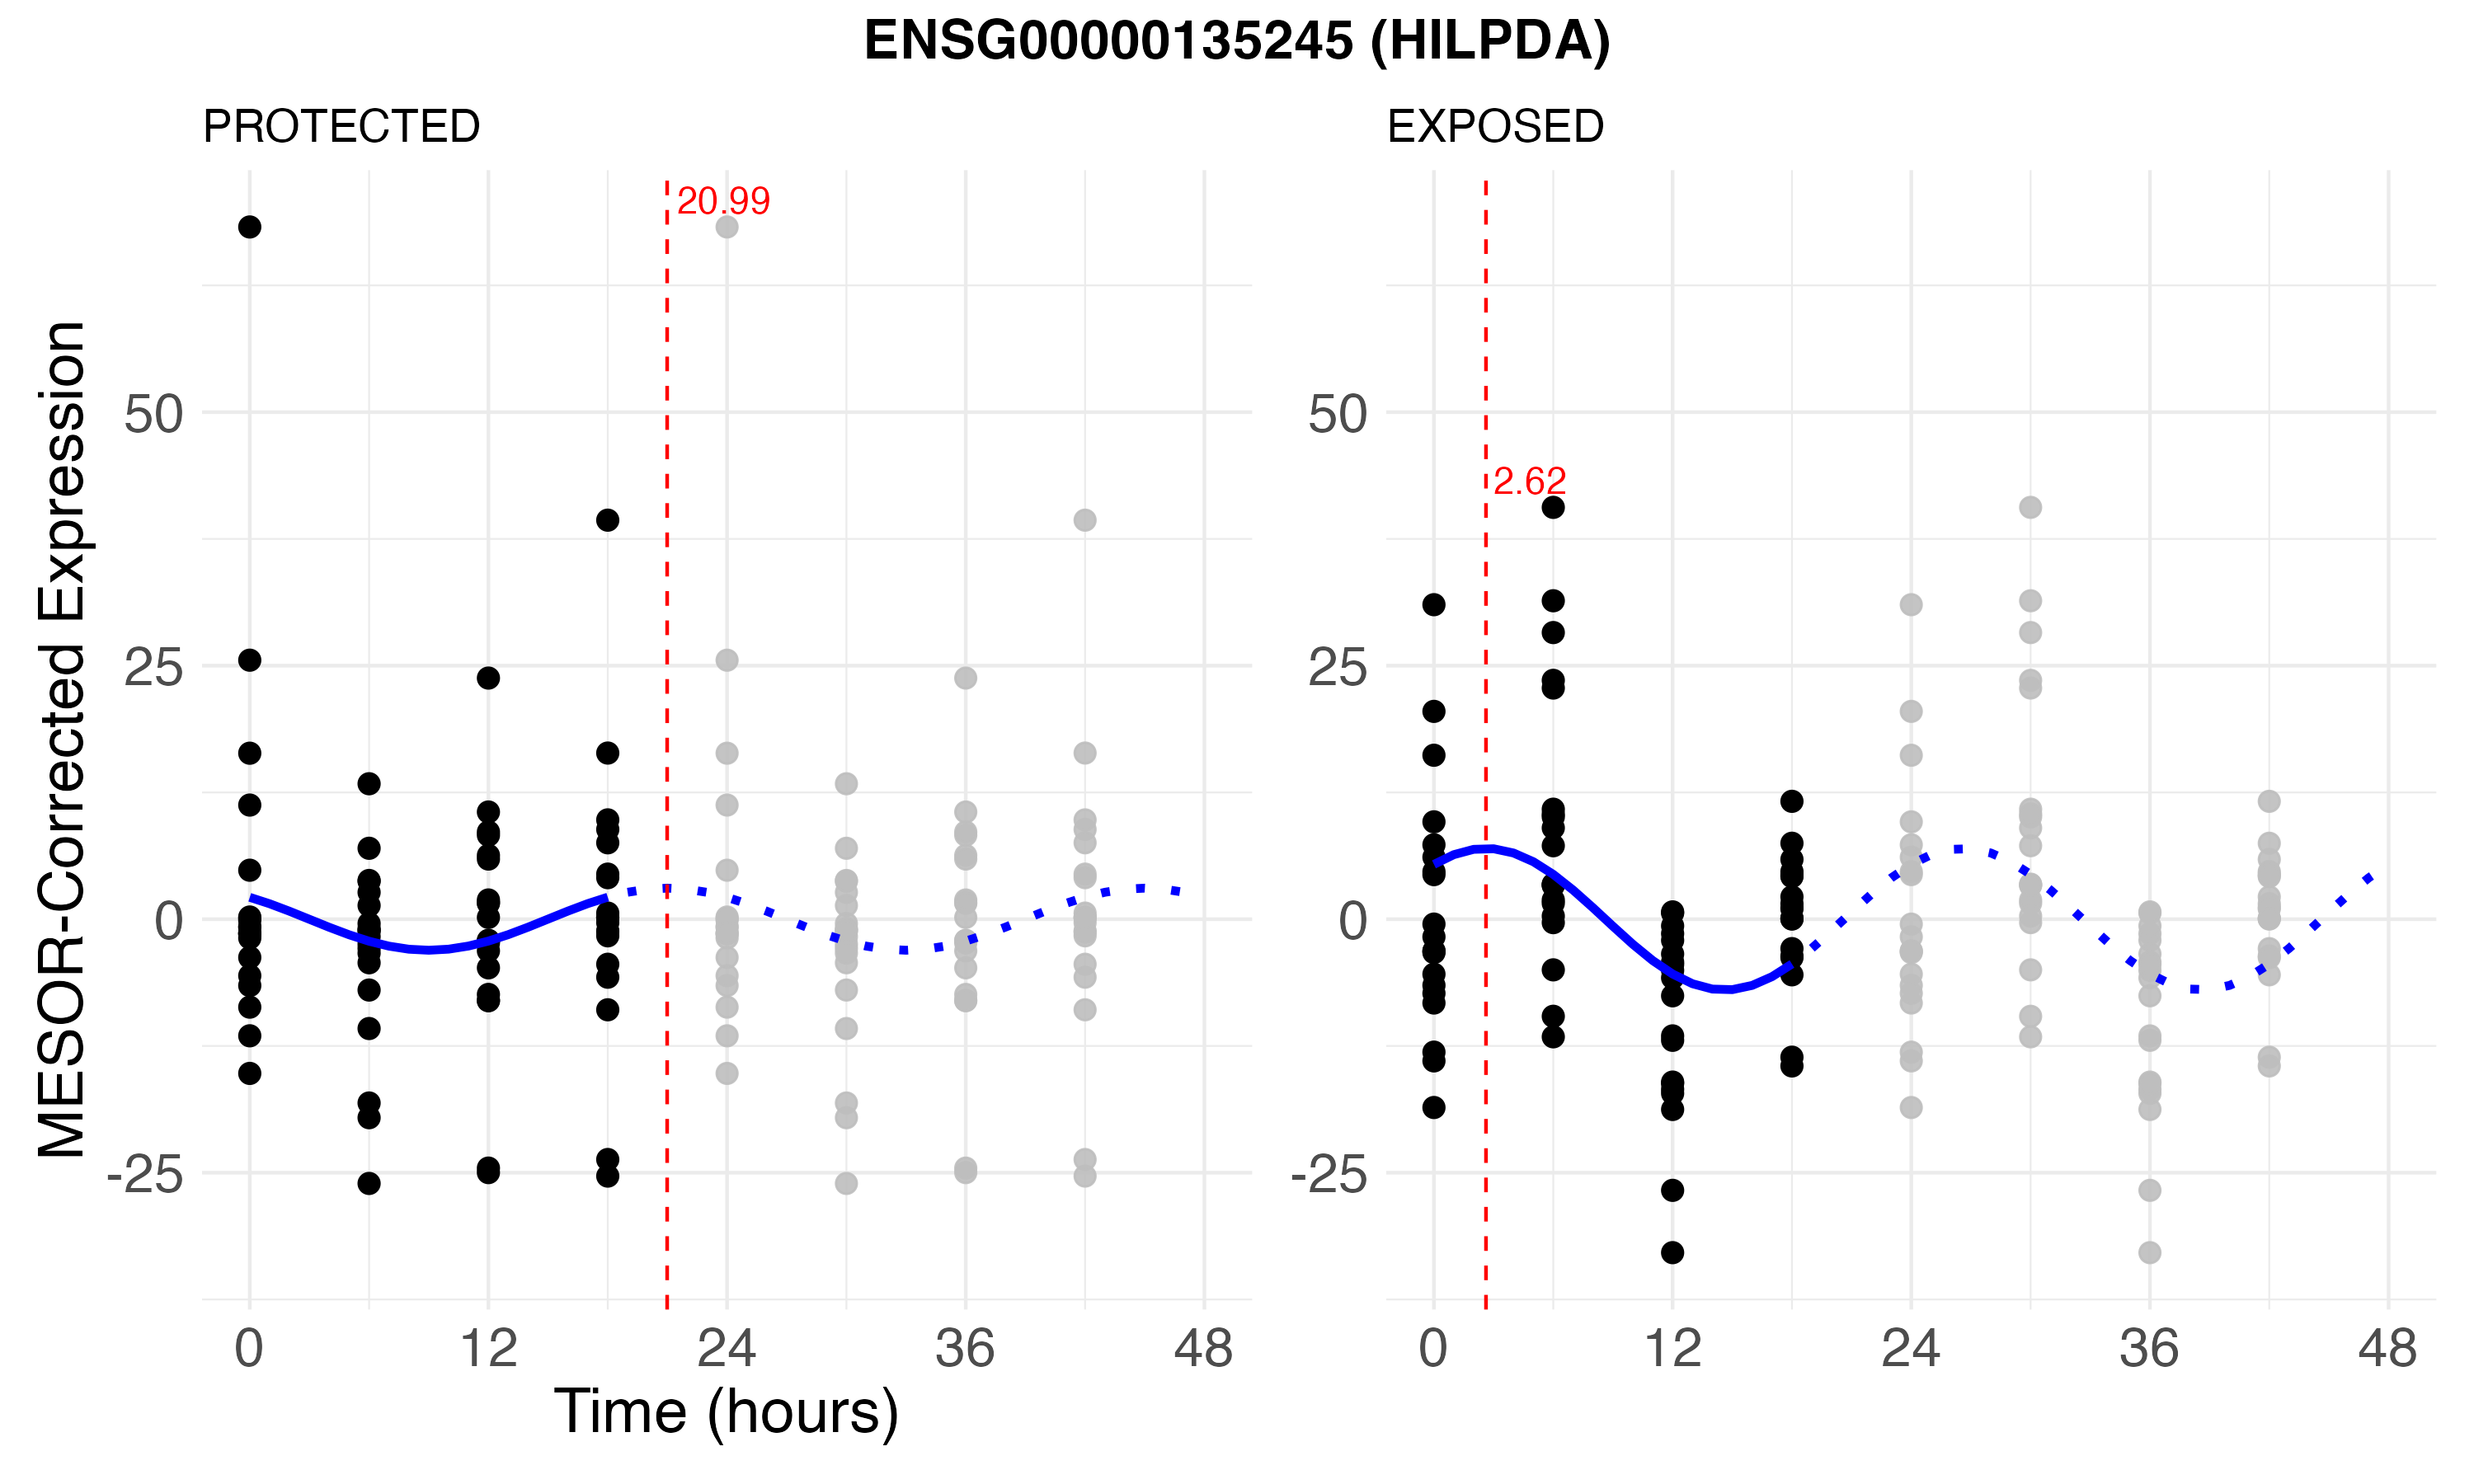 ENSG00000135245 (HILPDA)
PROTECTED
20.99
50
25
0
-25
0 12 24 36 48
EXPOSED
2.62
50
25
0
-25
0 12 24 36 48
MESOR-Corrected Expression
Time (hours)